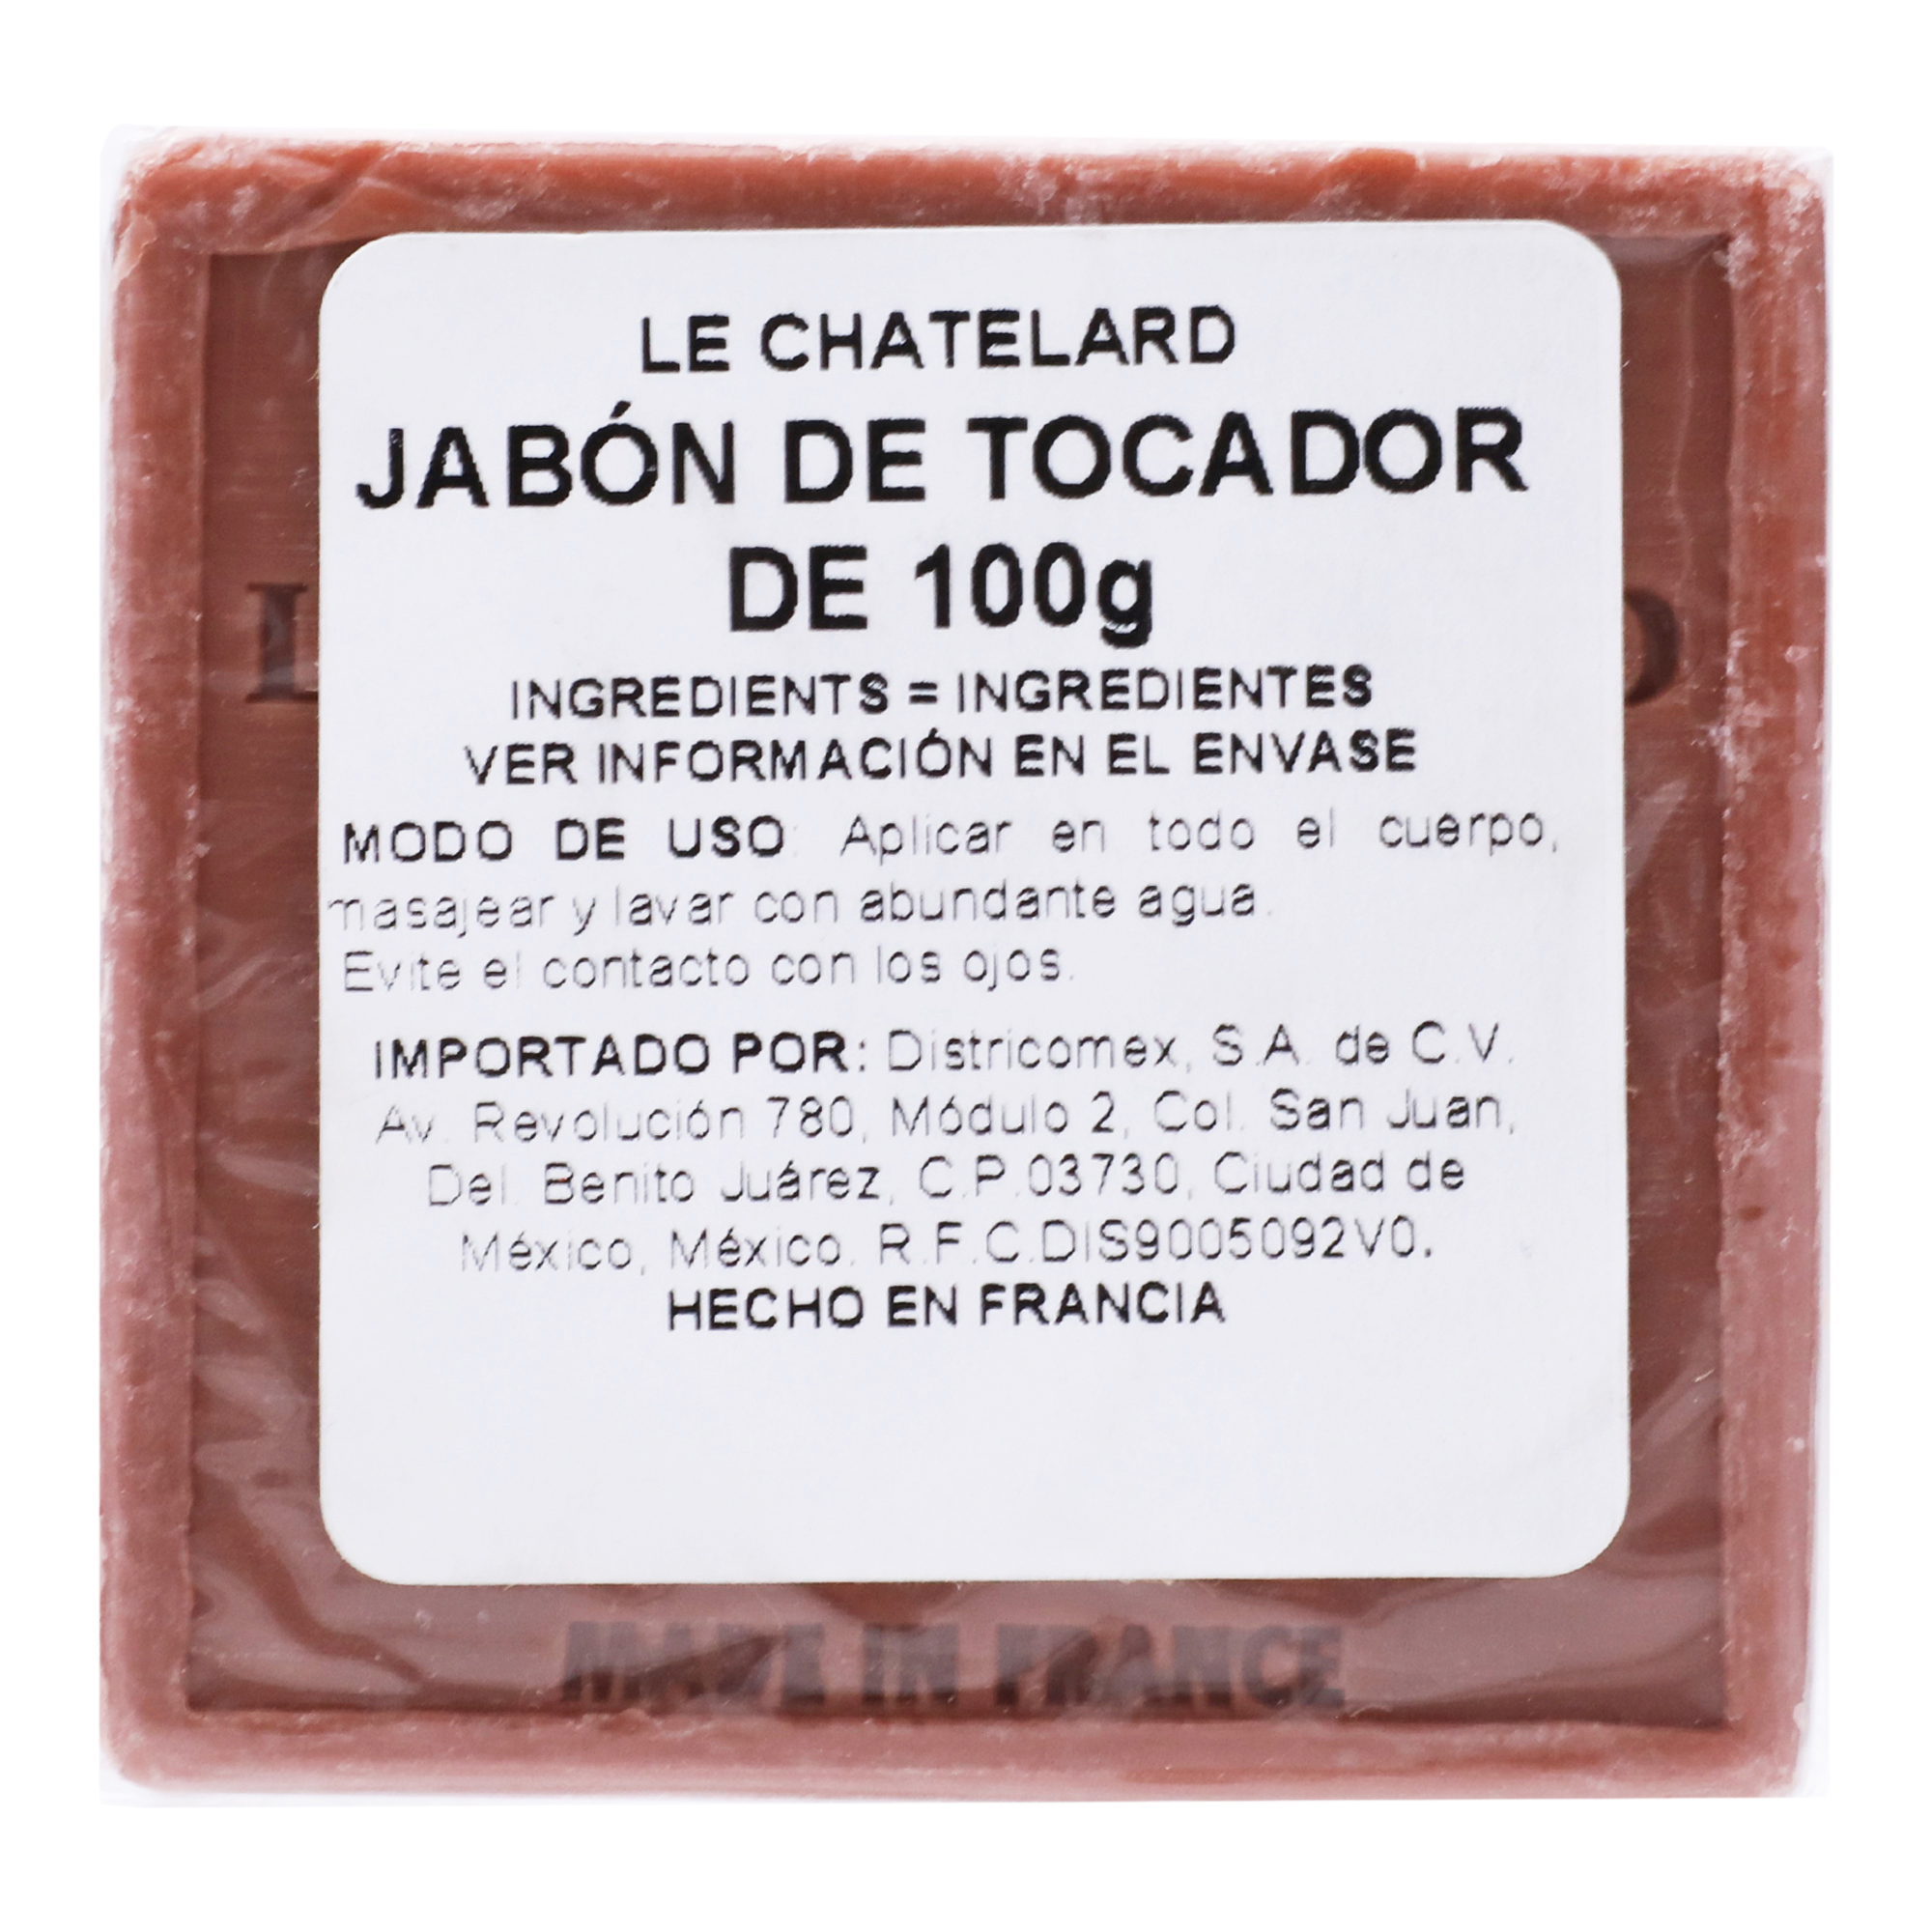 LE CHATELARD
JABÓN DE TOCADOR
DE 100g
INGREDIENTS = INGREDIENTES
VER INFORMACIÓN EN EL ENVASE
MODO DE USO: Aplicar en todo el cuerpo,
masajear y lavar con abundante agua.
Evite el contacto con los ojos.
IMPORTADO POR: Districomex, S.A. de C.V.
Av. Revolución 780, Módulo 2, Col. San Juan,
Del. Benito Juárez, C.P.03730, Ciudad de
México, México. R.F.C.DIS9005092V0.
HECHO EN FRANCIA
MADE IN FRANCE